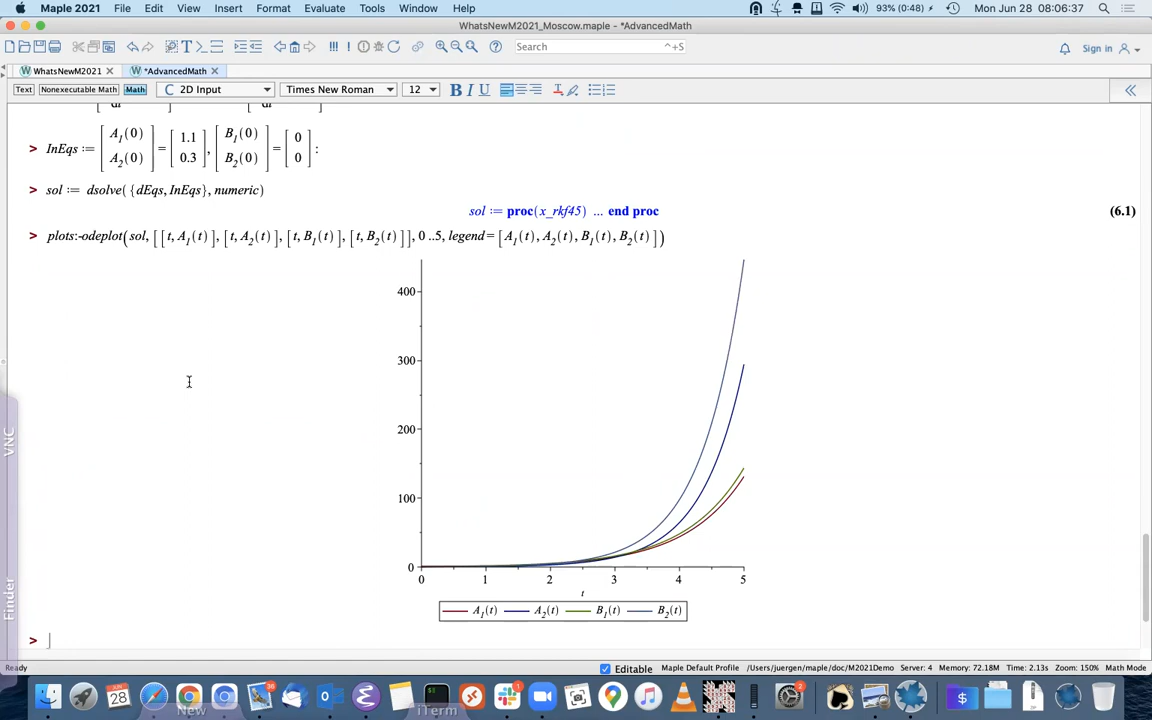 Maple 2021 File Edit View Insert Format Evaluate Tools Window Help 93% (0:48) Mon Jun 28 08:06:37
WhatsNewM2021_Moscow.maple - *AdvancedMath
Search ^+S Sign in
WhatsNewM2021 *AdvancedMath
Text Nonexecutable Math Math C 2D Input Times New Roman 12 B I U
> InEqs := [A₁(0) A₂(0)] = [1.1 0.3], [B₁(0) B₂(0)] = [0 0] :
> sol := dsolve({dEqs, InEqs}, numeric)
sol := proc(x_rkf45) ... end proc (6.1)
> plots:-odeplot(sol, [[t, A₁(t)], [t, A₂(t)], [t, B₁(t)], [t, B₂(t)]], 0 ..5, legend = [A₁(t), A₂(t), B₁(t), B₂(t)])
400
300
200
100
0
0 1 2 3 4 5
t
A₁(t) A₂(t) B₁(t) B₂(t)
>
VNC
Finder
Ready Editable Maple Default Profile /Users/juergen/maple/doc/M2021Demo Server: 4 Memory: 72.18M Time: 2.13s Zoom: 150% Math Mode
New iTerm